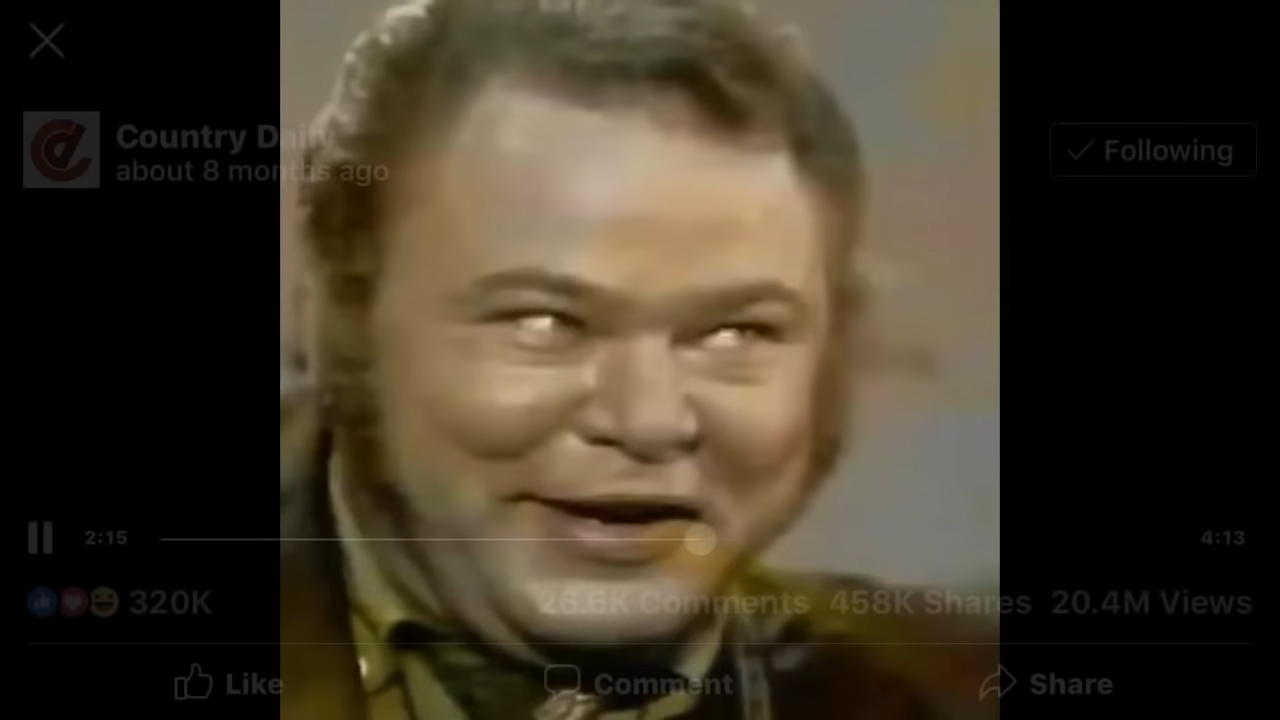 Country Daily
about 8 months ago
Following
2:15
4:13
320K
26.6K Comments 458K Shares 20.4M Views
Like
Comment
Share